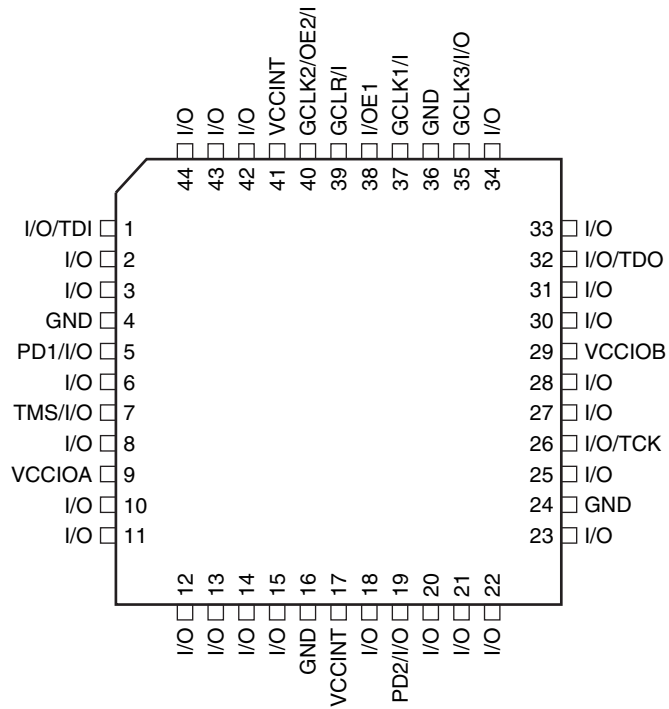 I/O
I/O
I/O
VCCINT
GCLK2/OE2/I
GCLR/I
I/OE1
GCLK1/I
GND
GCLK3/I/O
I/O
44
43
42
41
40
39
38
37
36
35
34
I/O/TDI 1
I/O 2
I/O 3
GND 4
PD1/I/O 5
I/O 6
TMS/I/O 7
I/O 8
VCCIOA 9
I/O 10
I/O 11
33 I/O
32 I/O/TDO
31 I/O
30 I/O
29 VCCIOB
28 I/O
27 I/O
26 I/O/TCK
25 I/O
24 GND
23 I/O
12
13
14
15
16
17
18
19
20
21
22
I/O
I/O
I/O
I/O
GND
VCCINT
I/O
PD2/I/O
I/O
I/O
I/O